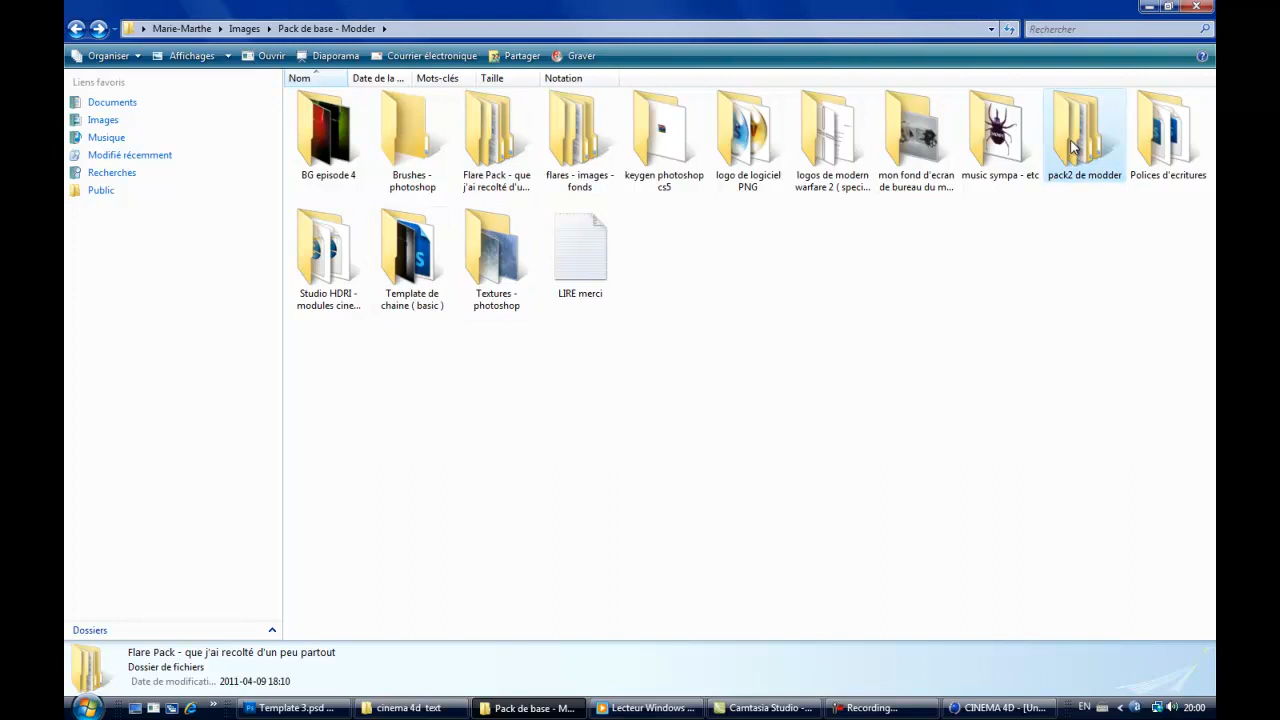 Marie-Marthe Images Pack de base - Modder
Rechercher
Organiser Affichages Ouvrir Diaporama Courrier électronique Partager Graver
Liens favoris
Nom Date de la ... Mots-clés Taille Notation
Documents
Images
Musique
Modifié récemment
Recherches
Public
BG episode 4
Brushes -
photoshop
Flare Pack - que
j'ai recolté d'u...
flares - images -
fonds
keygen photoshop
cs5
logo de logiciel
PNG
logos de modern
warfare 2 ( speci...
mon fond d'ecran
de bureau du m...
music sympa - etc
pack2 de modder
Polices d'ecritures
Studio HDRI -
modules cine...
Template de
chaine ( basic )
Textures -
photoshop
LIRE merci
Dossiers
Flare Pack - que j'ai recolté d'un peu partout
Dossier de fichiers
Date de modificati... 2011-04-09 18:10
Template 3.psd ... cinema 4d text Pack de base - M... Lecteur Windows ... Camtasia Studio -... Recording... CINEMA 4D - [Un... EN 20:00